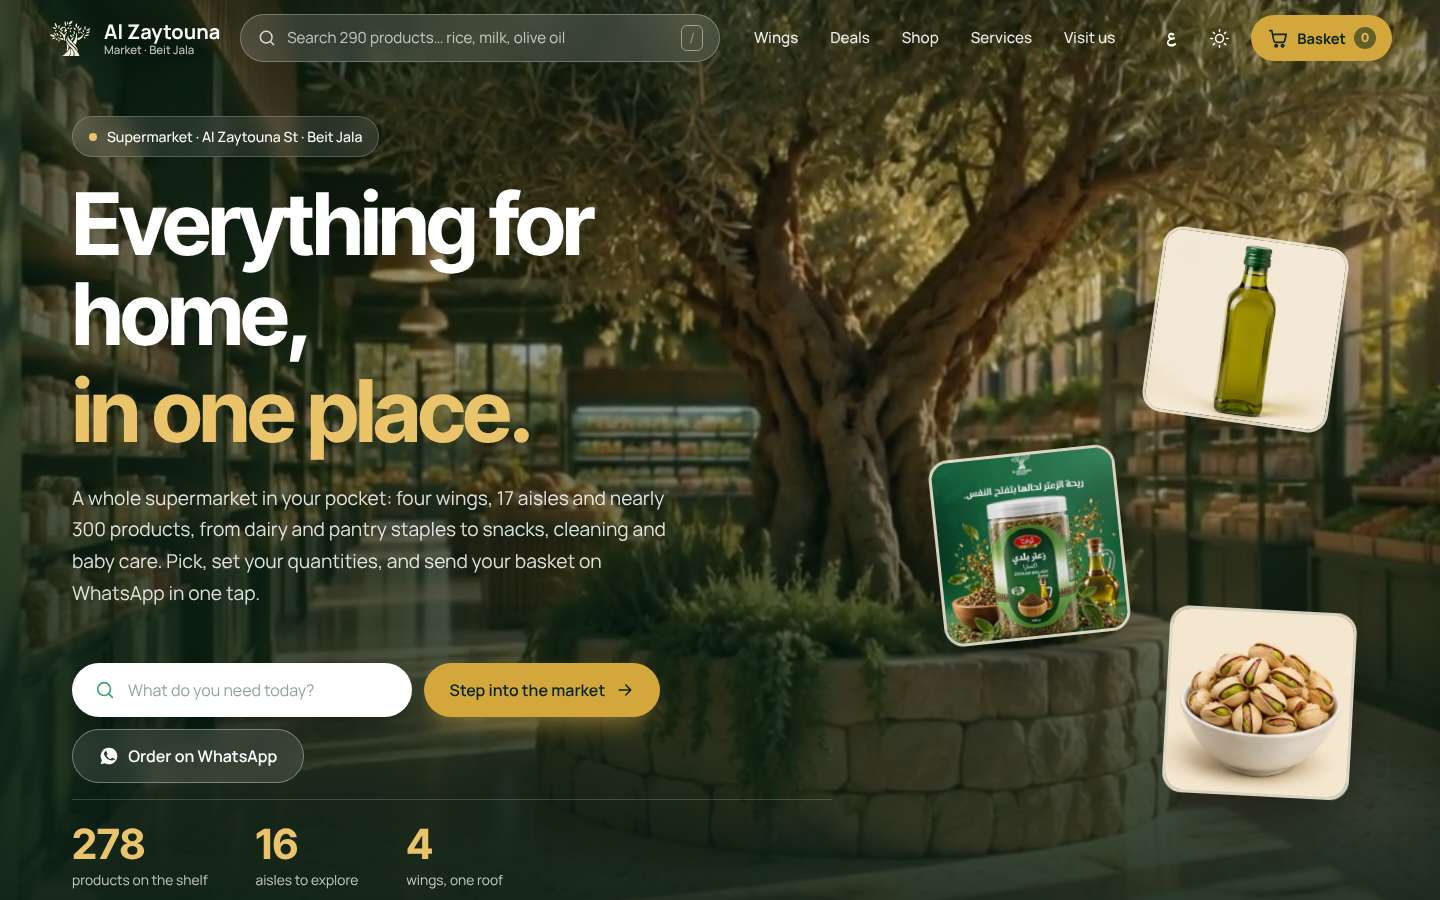 Al Zaytouna
Market · Beit Jala
Search 290 products... rice, milk, olive oil
/
Wings
Deals
Shop
Services
Visit us
ع
Basket
0
Supermarket · Al Zaytouna St · Beit Jala
Everything for
home,
in one place.
A whole supermarket in your pocket: four wings, 17 aisles and nearly
300 products, from dairy and pantry staples to snacks, cleaning and
baby care. Pick, set your quantities, and send your basket on
WhatsApp in one tap.
ريحة الزعتر لحالها بتفتح النفس.
زعتر بلدي
What do you need today?
Step into the market
Order on WhatsApp
278
products on the shelf
16
aisles to explore
4
wings, one roof